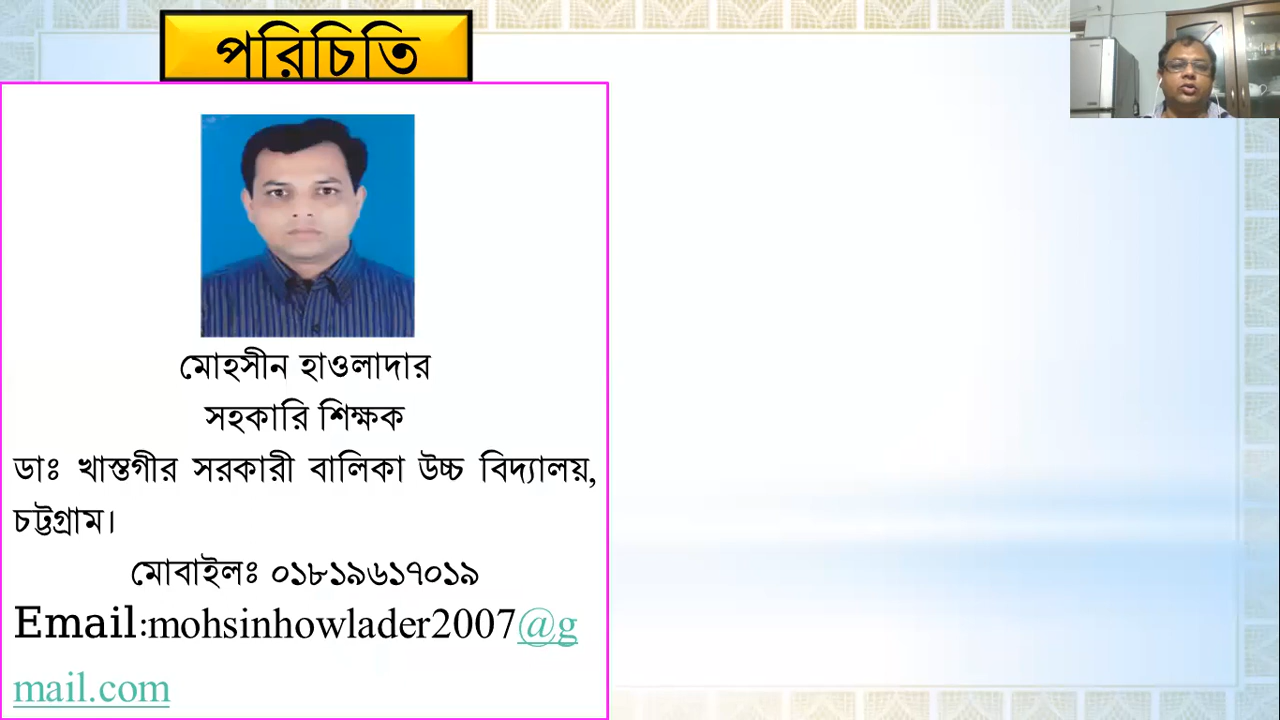 পরিচিতি
মোহসীন হাওলাদার
সহকারি শিক্ষক
ডাঃ খাস্তগীর সরকারী বালিকা উচ্চ বিদ্যালয়,
চট্টগ্রাম।
মোবাইলঃ ০১৮১৯৬১৭০১৯
Email:mohsinhowlader2007@g
mail.com